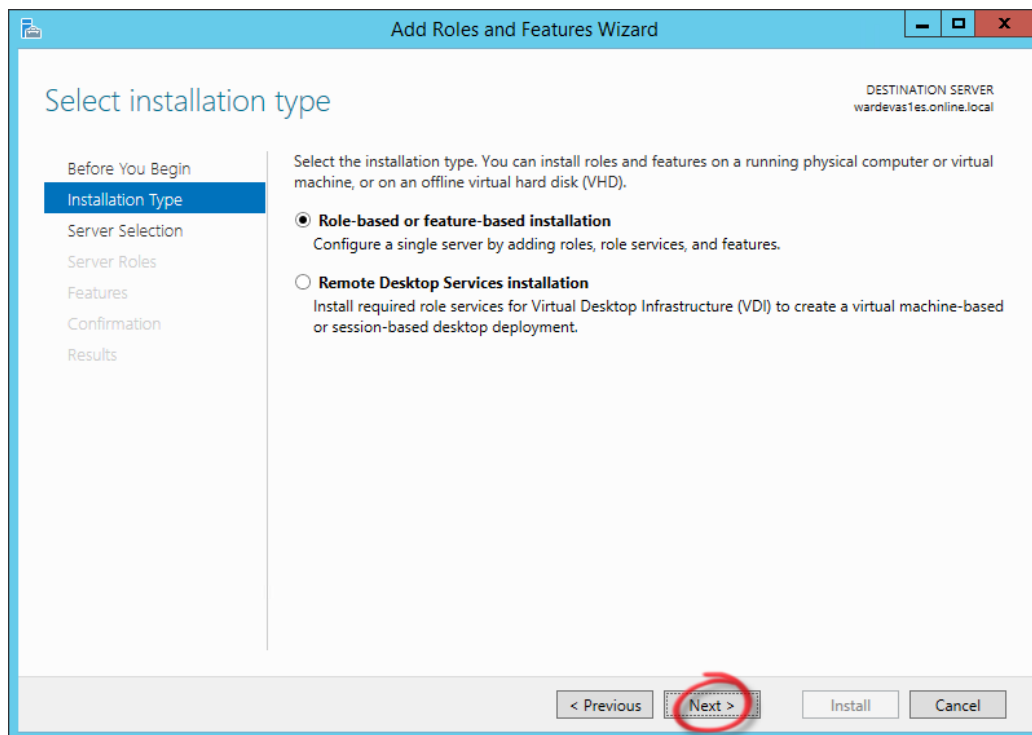 Add Roles and Features Wizard
Select installation type
DESTINATION SERVER
wardevas1es.online.local
Before You Begin
Installation Type
Server Selection
Server Roles
Features
Confirmation
Results
Select the installation type. You can install roles and features on a running physical computer or virtual
machine, or on an offline virtual hard disk (VHD).
Role-based or feature-based installation
Configure a single server by adding roles, role services, and features.
Remote Desktop Services installation
Install required role services for Virtual Desktop Infrastructure (VDI) to create a virtual machine-based
or session-based desktop deployment.
< Previous
Next >
Install
Cancel